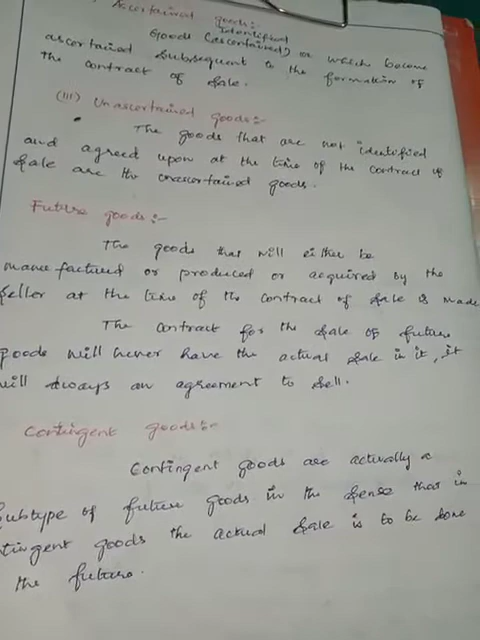 Ascertained goods:-
Identified
Goods (ascertained) or which become
ascertained subsequent to the formation of
the contract of sale.
(iii) Unascertained goods:-
The goods that are not identified
and agreed upon at the time of the contract of
sale are the unascertained goods.
Future goods:-
The goods that will either be
manufactured or produced or acquired by the
seller at the time of the contract of sale is made
The contract for the sale of future
goods will never have the actual sale in it, it
will always an agreement to sell.
Contingent goods:-
Contingent goods are actually a
subtype of future goods in the sense that in
tingent goods the actual sale is to be done
the future.